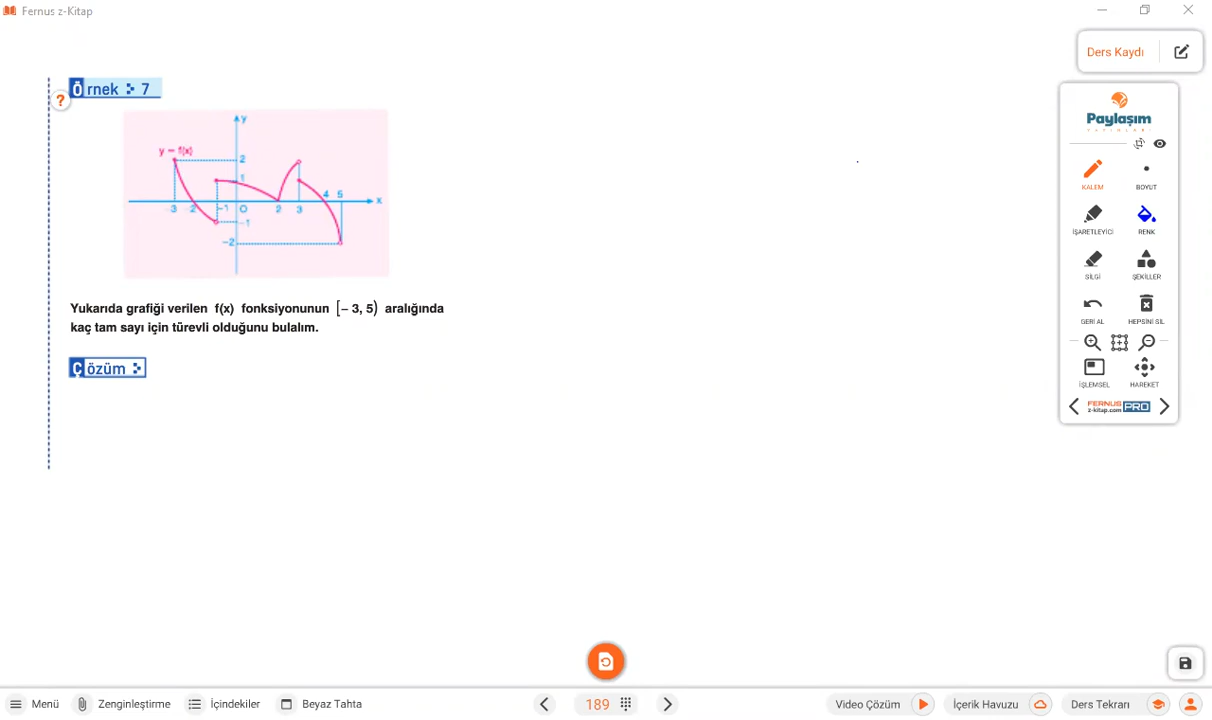 Fernus z-Kitap
Ders Kaydı
Örnek 7
?
y
y = f(x)
2
1
4 5
x
3 2 -1 O 2 3
-1
-2
Yukarıda grafiği verilen f(x) fonksiyonunun [– 3, 5) aralığında
kaç tam sayı için türevli olduğunu bulalım.
Çözüm
Paylaşım
YAYINLARI
KALEM
BOYUT
İŞARETLEYİCİ
RENK
SİLGİ
ŞEKİLLER
GERİ AL
HEPSİNİ SİL
İŞLEMSEL
HAREKET
FERNUS
z-kitap.com PRO
Menü
Zenginleştirme
İçindekiler
Beyaz Tahta
189
Video Çözüm
İçerik Havuzu
Ders Tekrarı